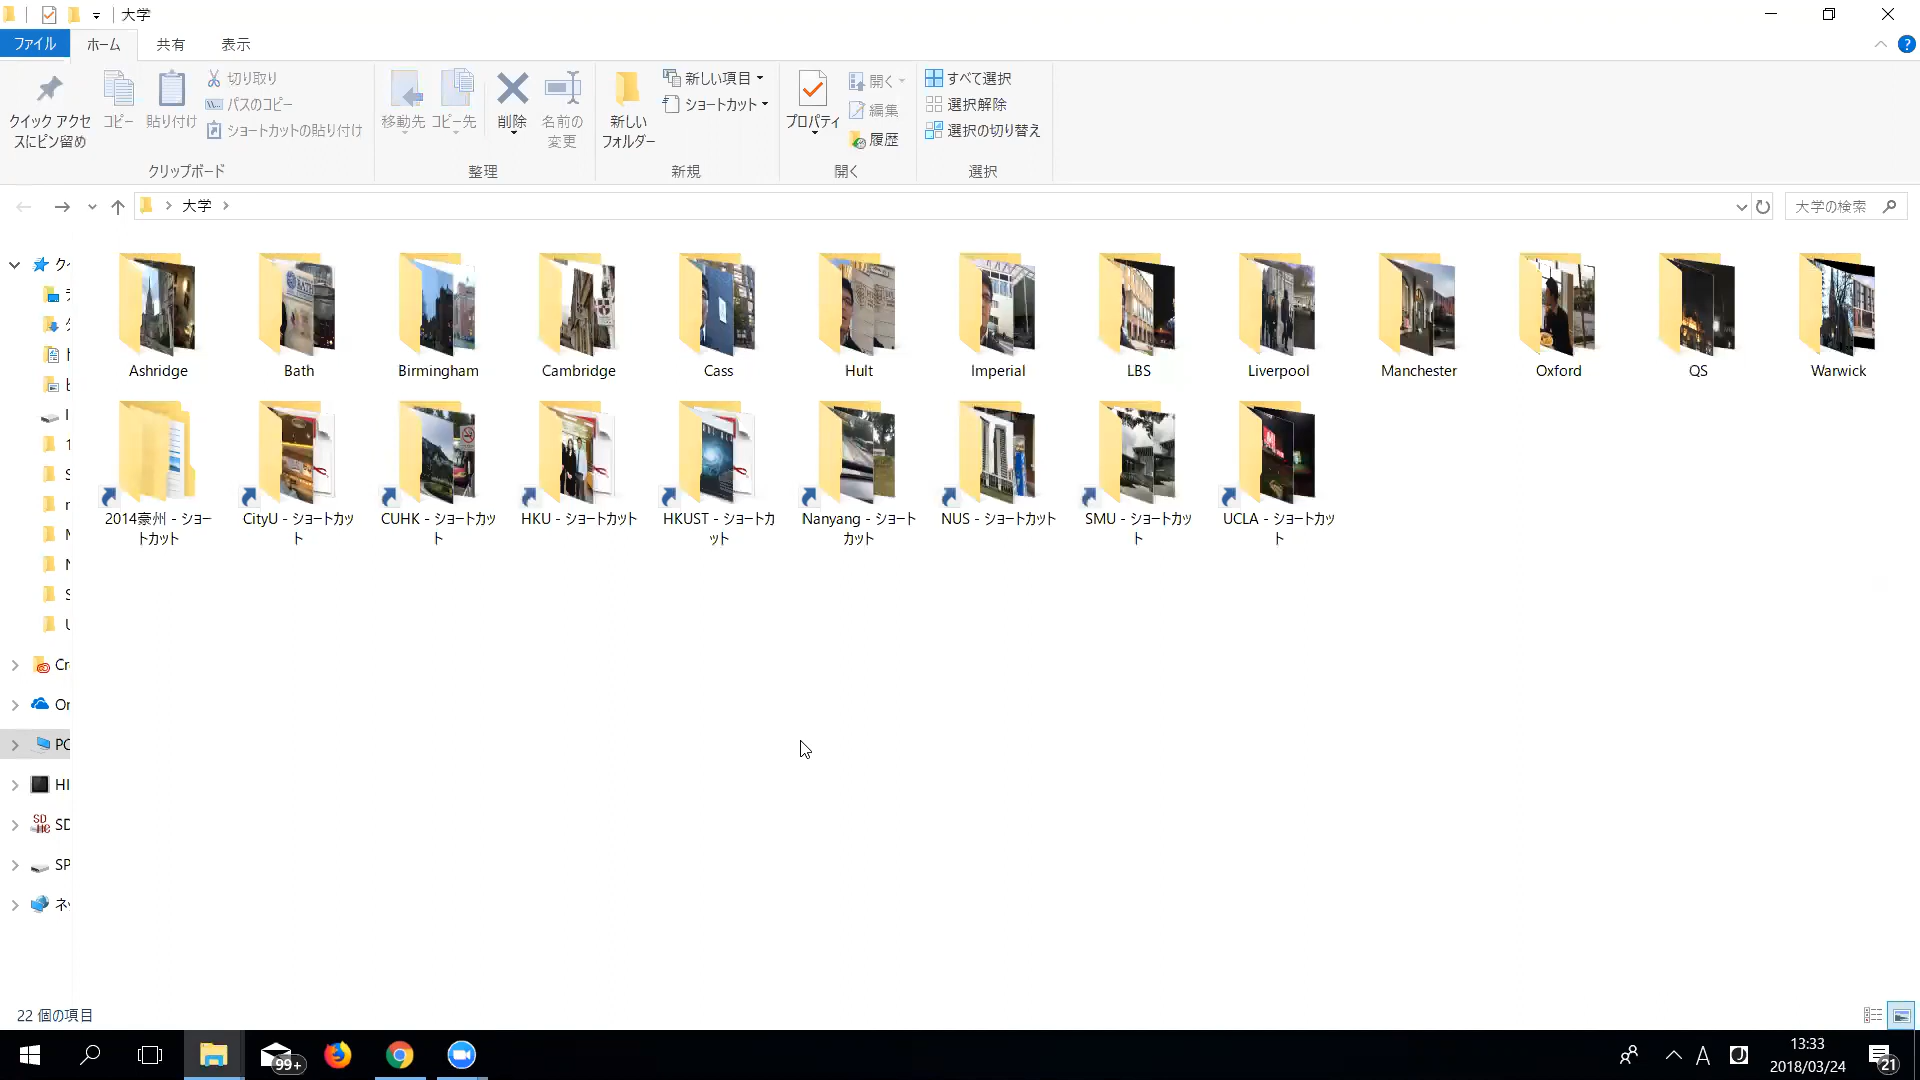 大学
ファイル ホーム 共有 表示
クイック アクセスにピン留め
コピー
貼り付け
切り取り
パスのコピー
ショートカットの貼り付け
クリップボード
移動先
コピー先
削除
名前の変更
整理
新しいフォルダー
新しい項目
ショートカット
新規
プロパティ
開く
編集
履歴
開く
すべて選択
選択解除
選択の切り替え
選択
大学
大学の検索
Ashridge Bath Birmingham Cambridge Cass Hult Imperial LBS Liverpool Manchester Oxford QS Warwick
2014豪州 - ショートカット
CityU - ショートカット
CUHK - ショートカット
HKU - ショートカット
HKUST - ショートカット
Nanyang - ショートカット
NUS - ショートカット
SMU - ショートカット
UCLA - ショートカット
Cr
Or
PC
HI
SD
SP
22 個の項目
99+
A
J
13:33
2018/03/24
21